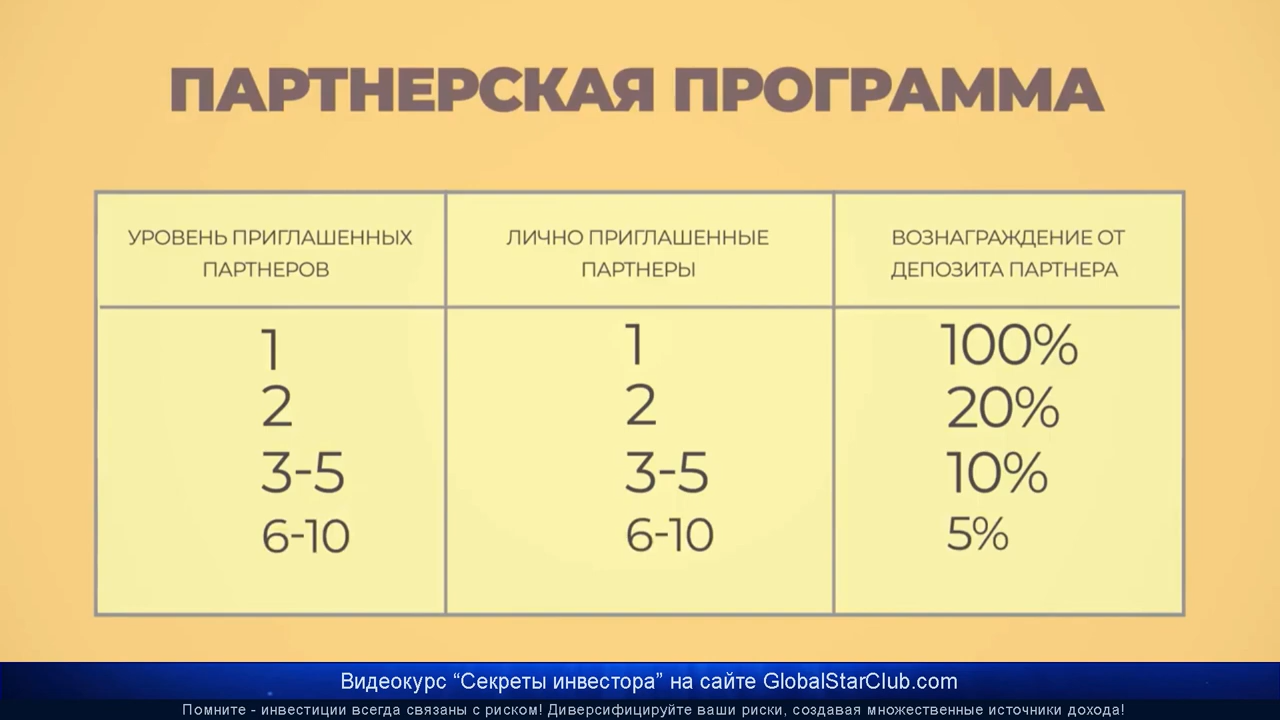 ПАРТНЕРСКАЯ ПРОГРАММА
УРОВЕНЬ ПРИГЛАШЕННЫХ
ПАРТНЕРОВ
ЛИЧНО ПРИГЛАШЕННЫЕ
ПАРТНЕРЫ
ВОЗНАГРАЖДЕНИЕ ОТ
ДЕПОЗИТА ПАРТНЕРА
1 1 100%
2 2 20%
3-5 3-5 10%
6-10 6-10 5%
Видеокурс “Секреты инвестора” на сайте GlobalStarClub.com
Помните - инвестиции всегда связаны с риском! Диверсифицируйте ваши риски, создавая множественные источники дохода!